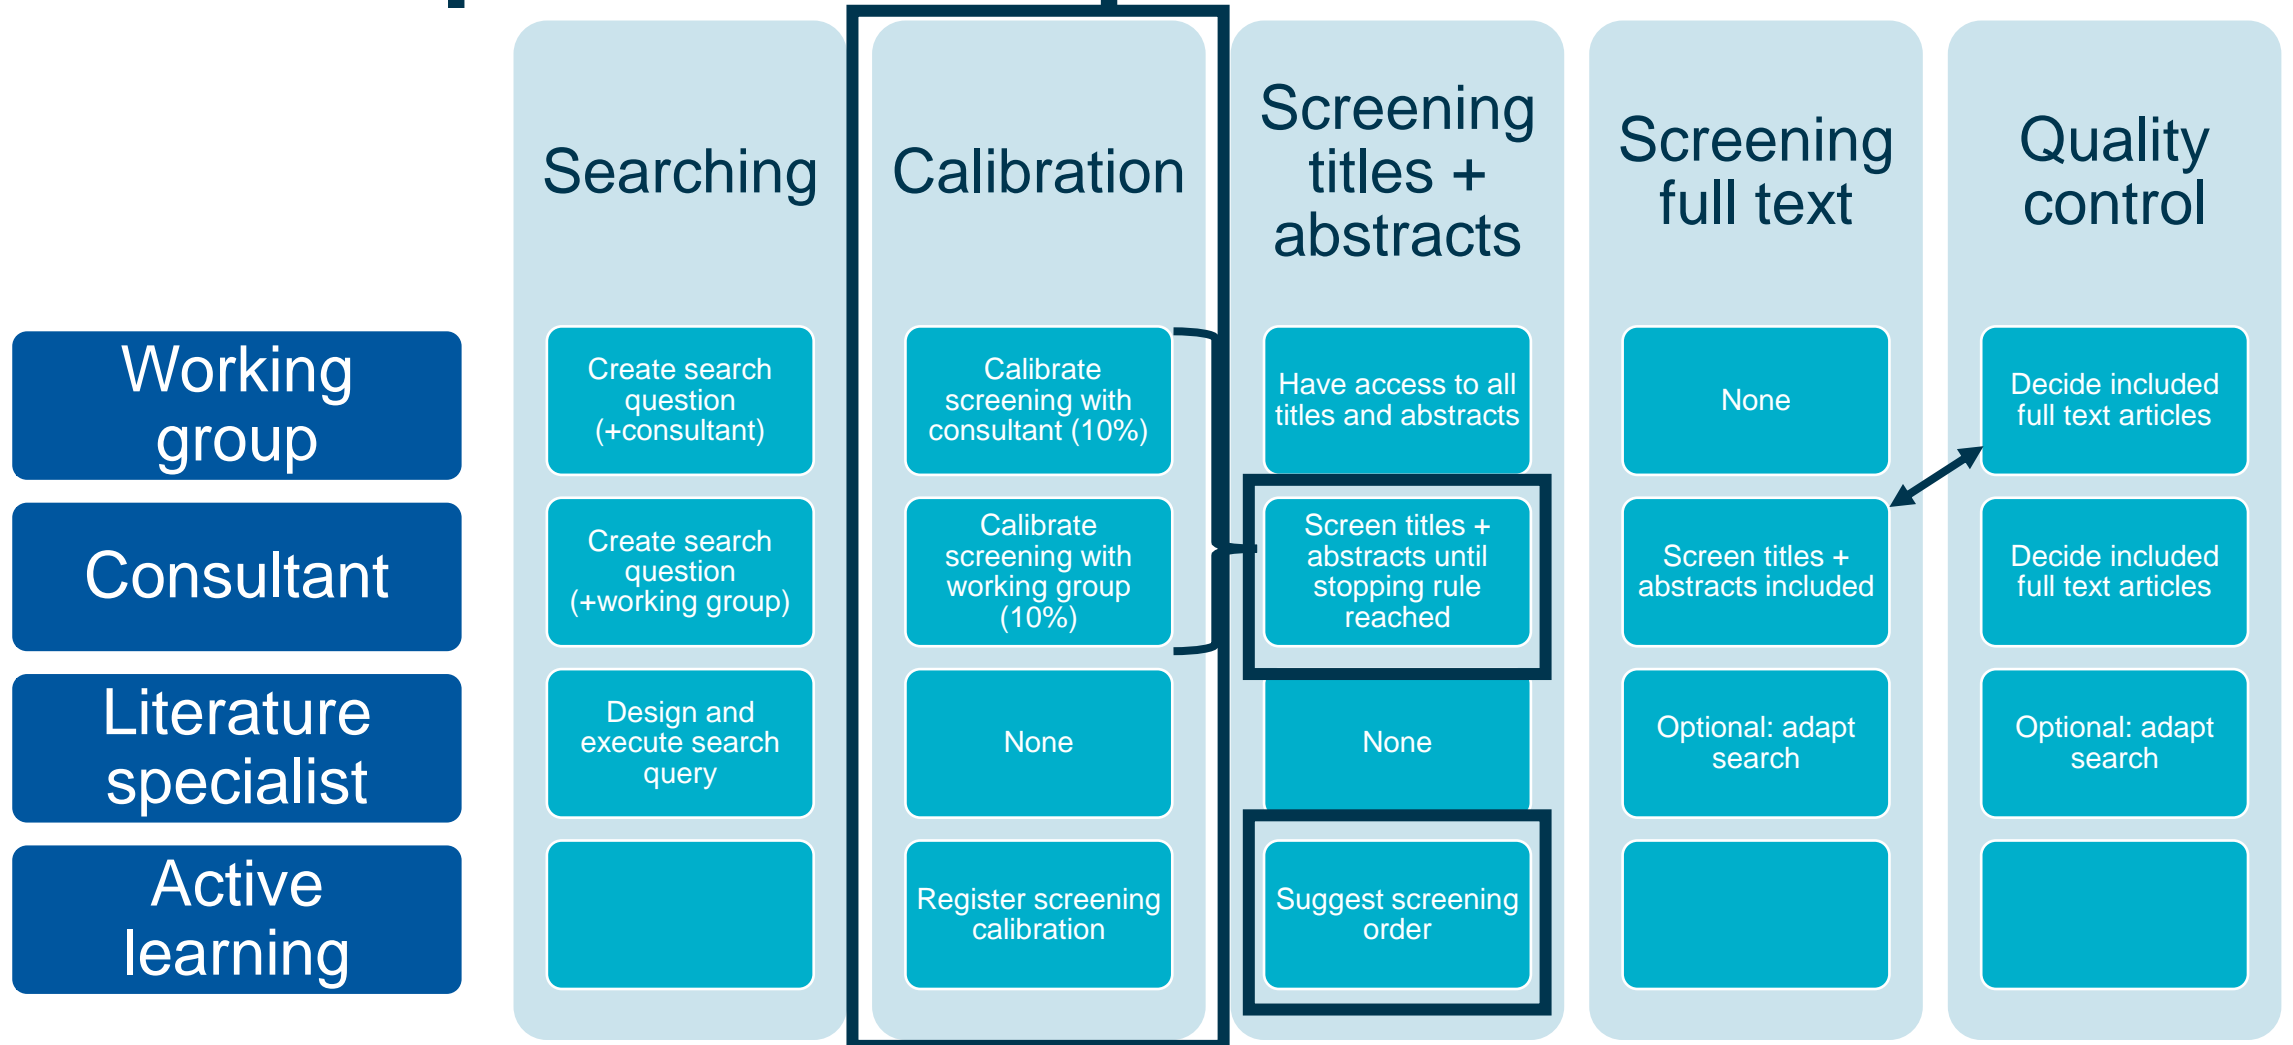 Searching
Calibration
Screening
titles +
abstracts
Screening
full text
Quality
control
Working
group
Create search
question
(+consultant)
Calibrate
screening with
consultant (10%)
Have access to all
titles and abstracts
None
Decide included
full text articles
Consultant
Create search
question
(+working group)
Calibrate
screening with
working group
(10%)
Screen titles +
abstracts until
stopping rule
reached
Screen titles +
abstracts included
Decide included
full text articles
Literature
specialist
Design and
execute search
query
None
None
Optional: adapt
search
Optional: adapt
search
Active
learning
Register screening
calibration
Suggest screening
order